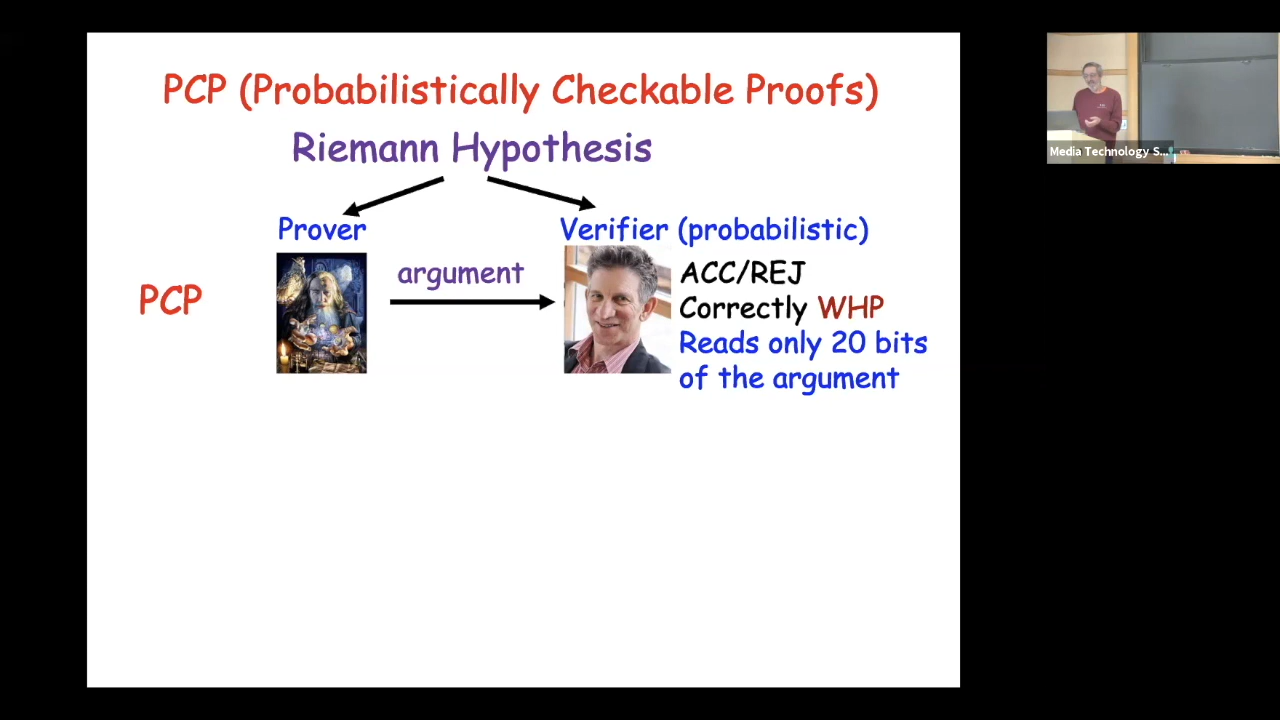 PCP (Probabilistically Checkable Proofs)
Riemann Hypothesis
Prover
Verifier (probabilistic)
PCP
argument
ACC/REJ
Correctly WHP
Reads only 20 bits
of the argument
Media Technology S...